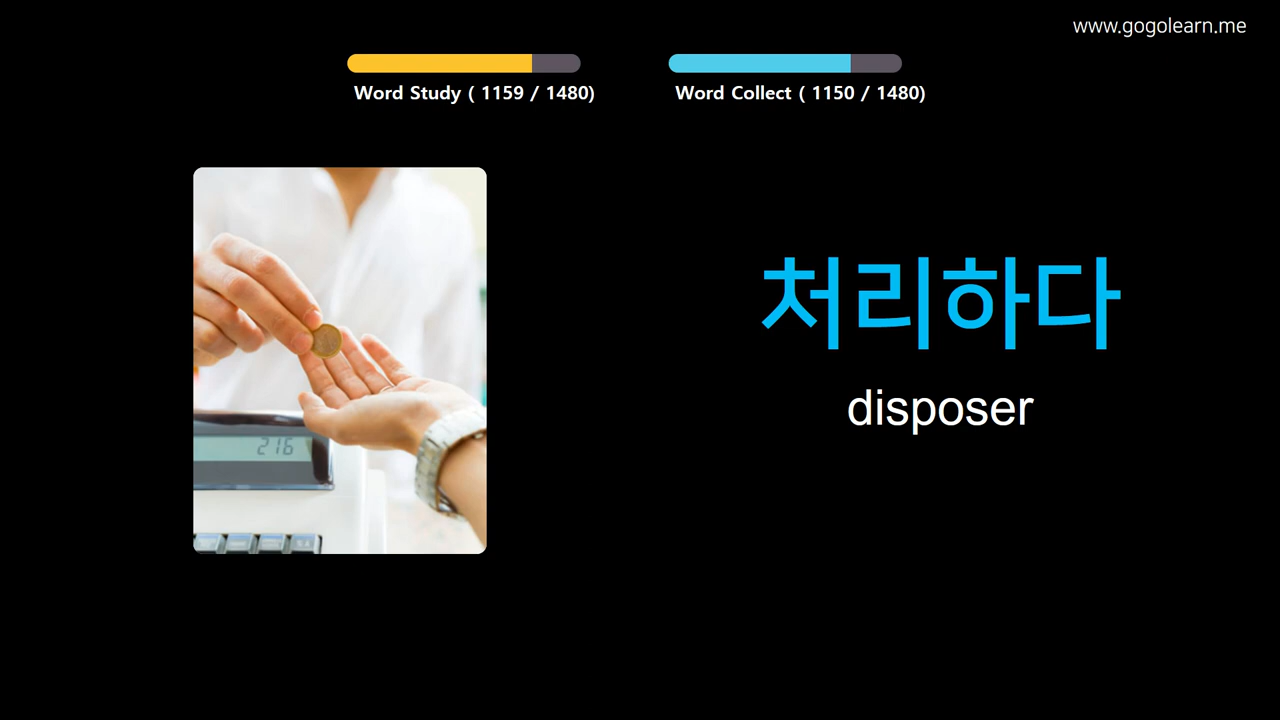 www.gogolearn.me
Word Study ( 1159 / 1480)
Word Collect ( 1150 / 1480)
처리하다
disposer
216